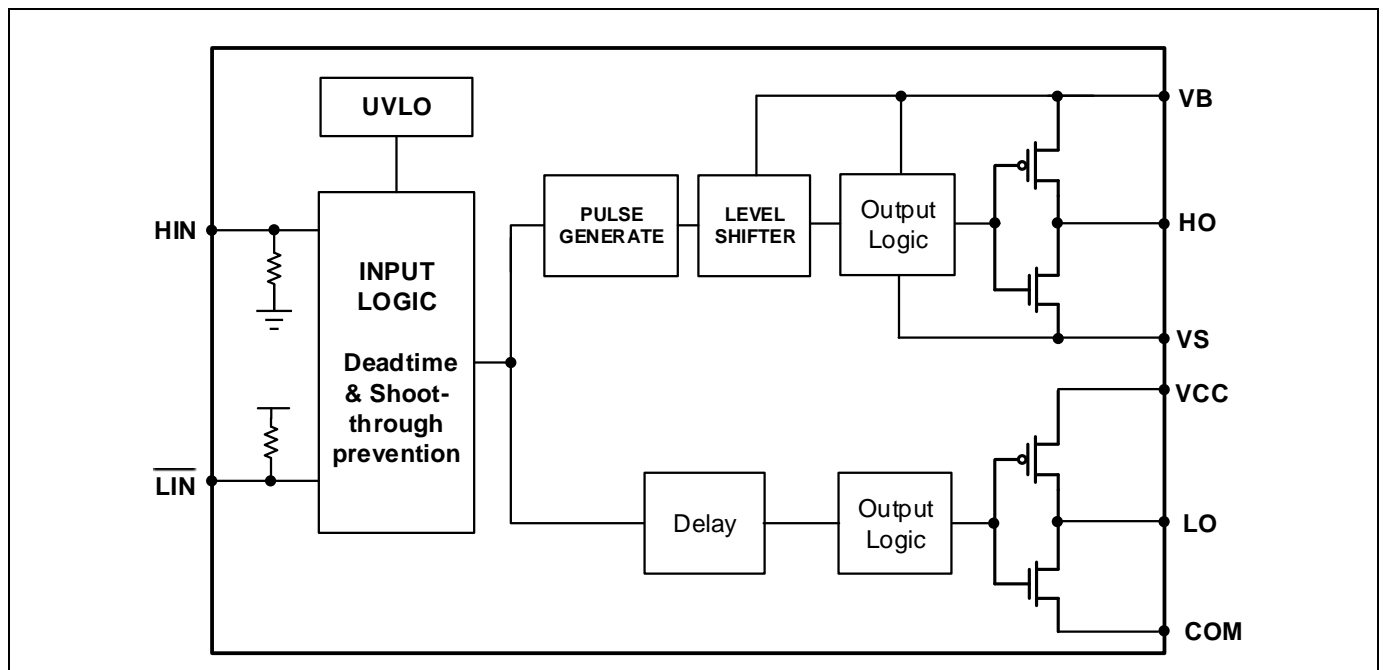 UVLO
VB
HIN
INPUT
LOGIC
Deadtime
& Shoot-
through
prevention
PULSE
GENERATE
LEVEL
SHIFTER
Output
Logic
HO
VS
VCC
LIN
Delay
Output
Logic
LO
COM